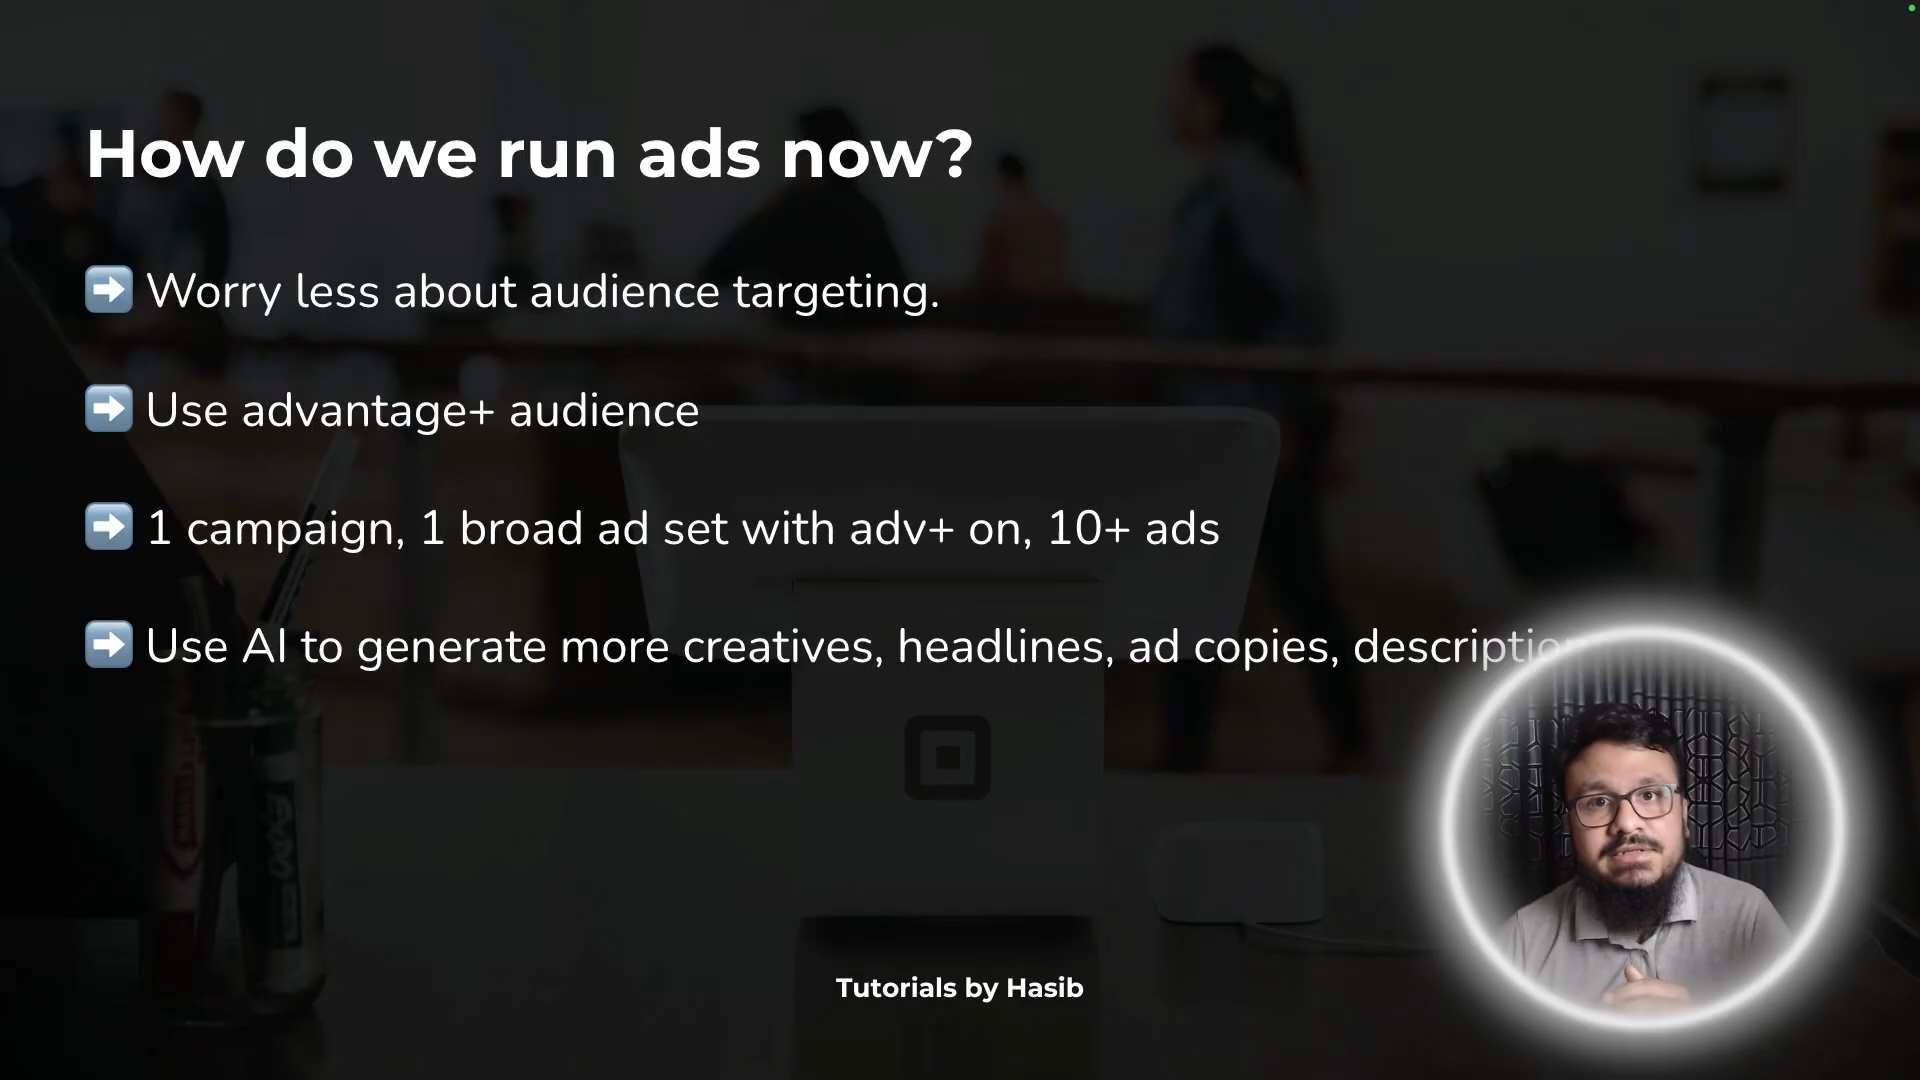 How do we run ads now?
➡️ Worry less about audience targeting.
➡️ Use advantage+ audience
➡️ 1 campaign, 1 broad ad set with adv+ on, 10+ ads
➡️ Use AI to generate more creatives, headlines, ad copies,
EXPO
Tutorials by Hasib